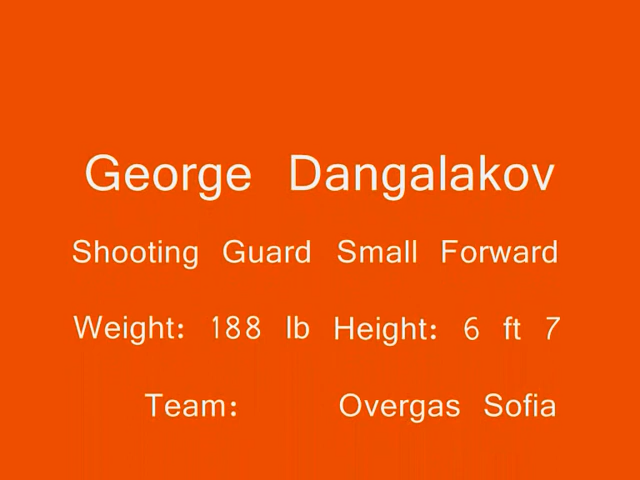 George Dangalakov
Shooting Guard Small Forward
Weight: 188 lb Height: 6 ft 7
Team: Overgas Sofia